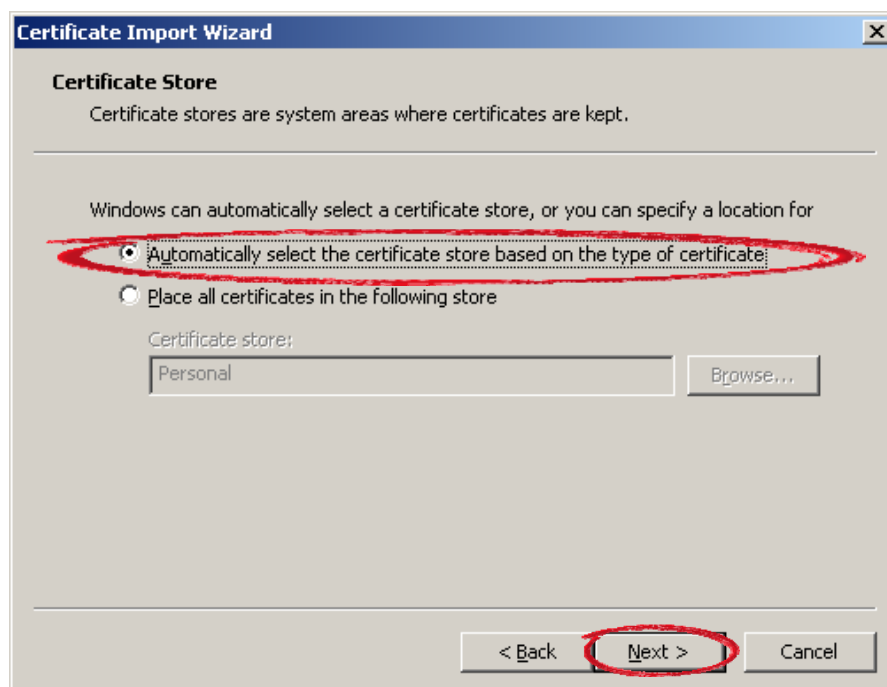 Certificate Import Wizard
Certificate Store
Certificate stores are system areas where certificates are kept.
Windows can automatically select a certificate store, or you can specify a location for
Automatically select the certificate store based on the type of certificate
Place all certificates in the following store
Certificate store:
Personal
Browse...
< Back
Next >
Cancel